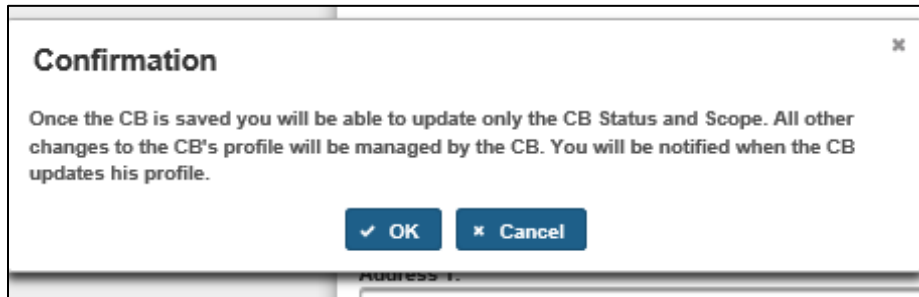 Confirmation
Once the CB is saved you will be able to update only the CB Status and Scope. All other
changes to the CB's profile will be managed by the CB. You will be notified when the CB
updates his profile.
OK
Cancel
Address 1: